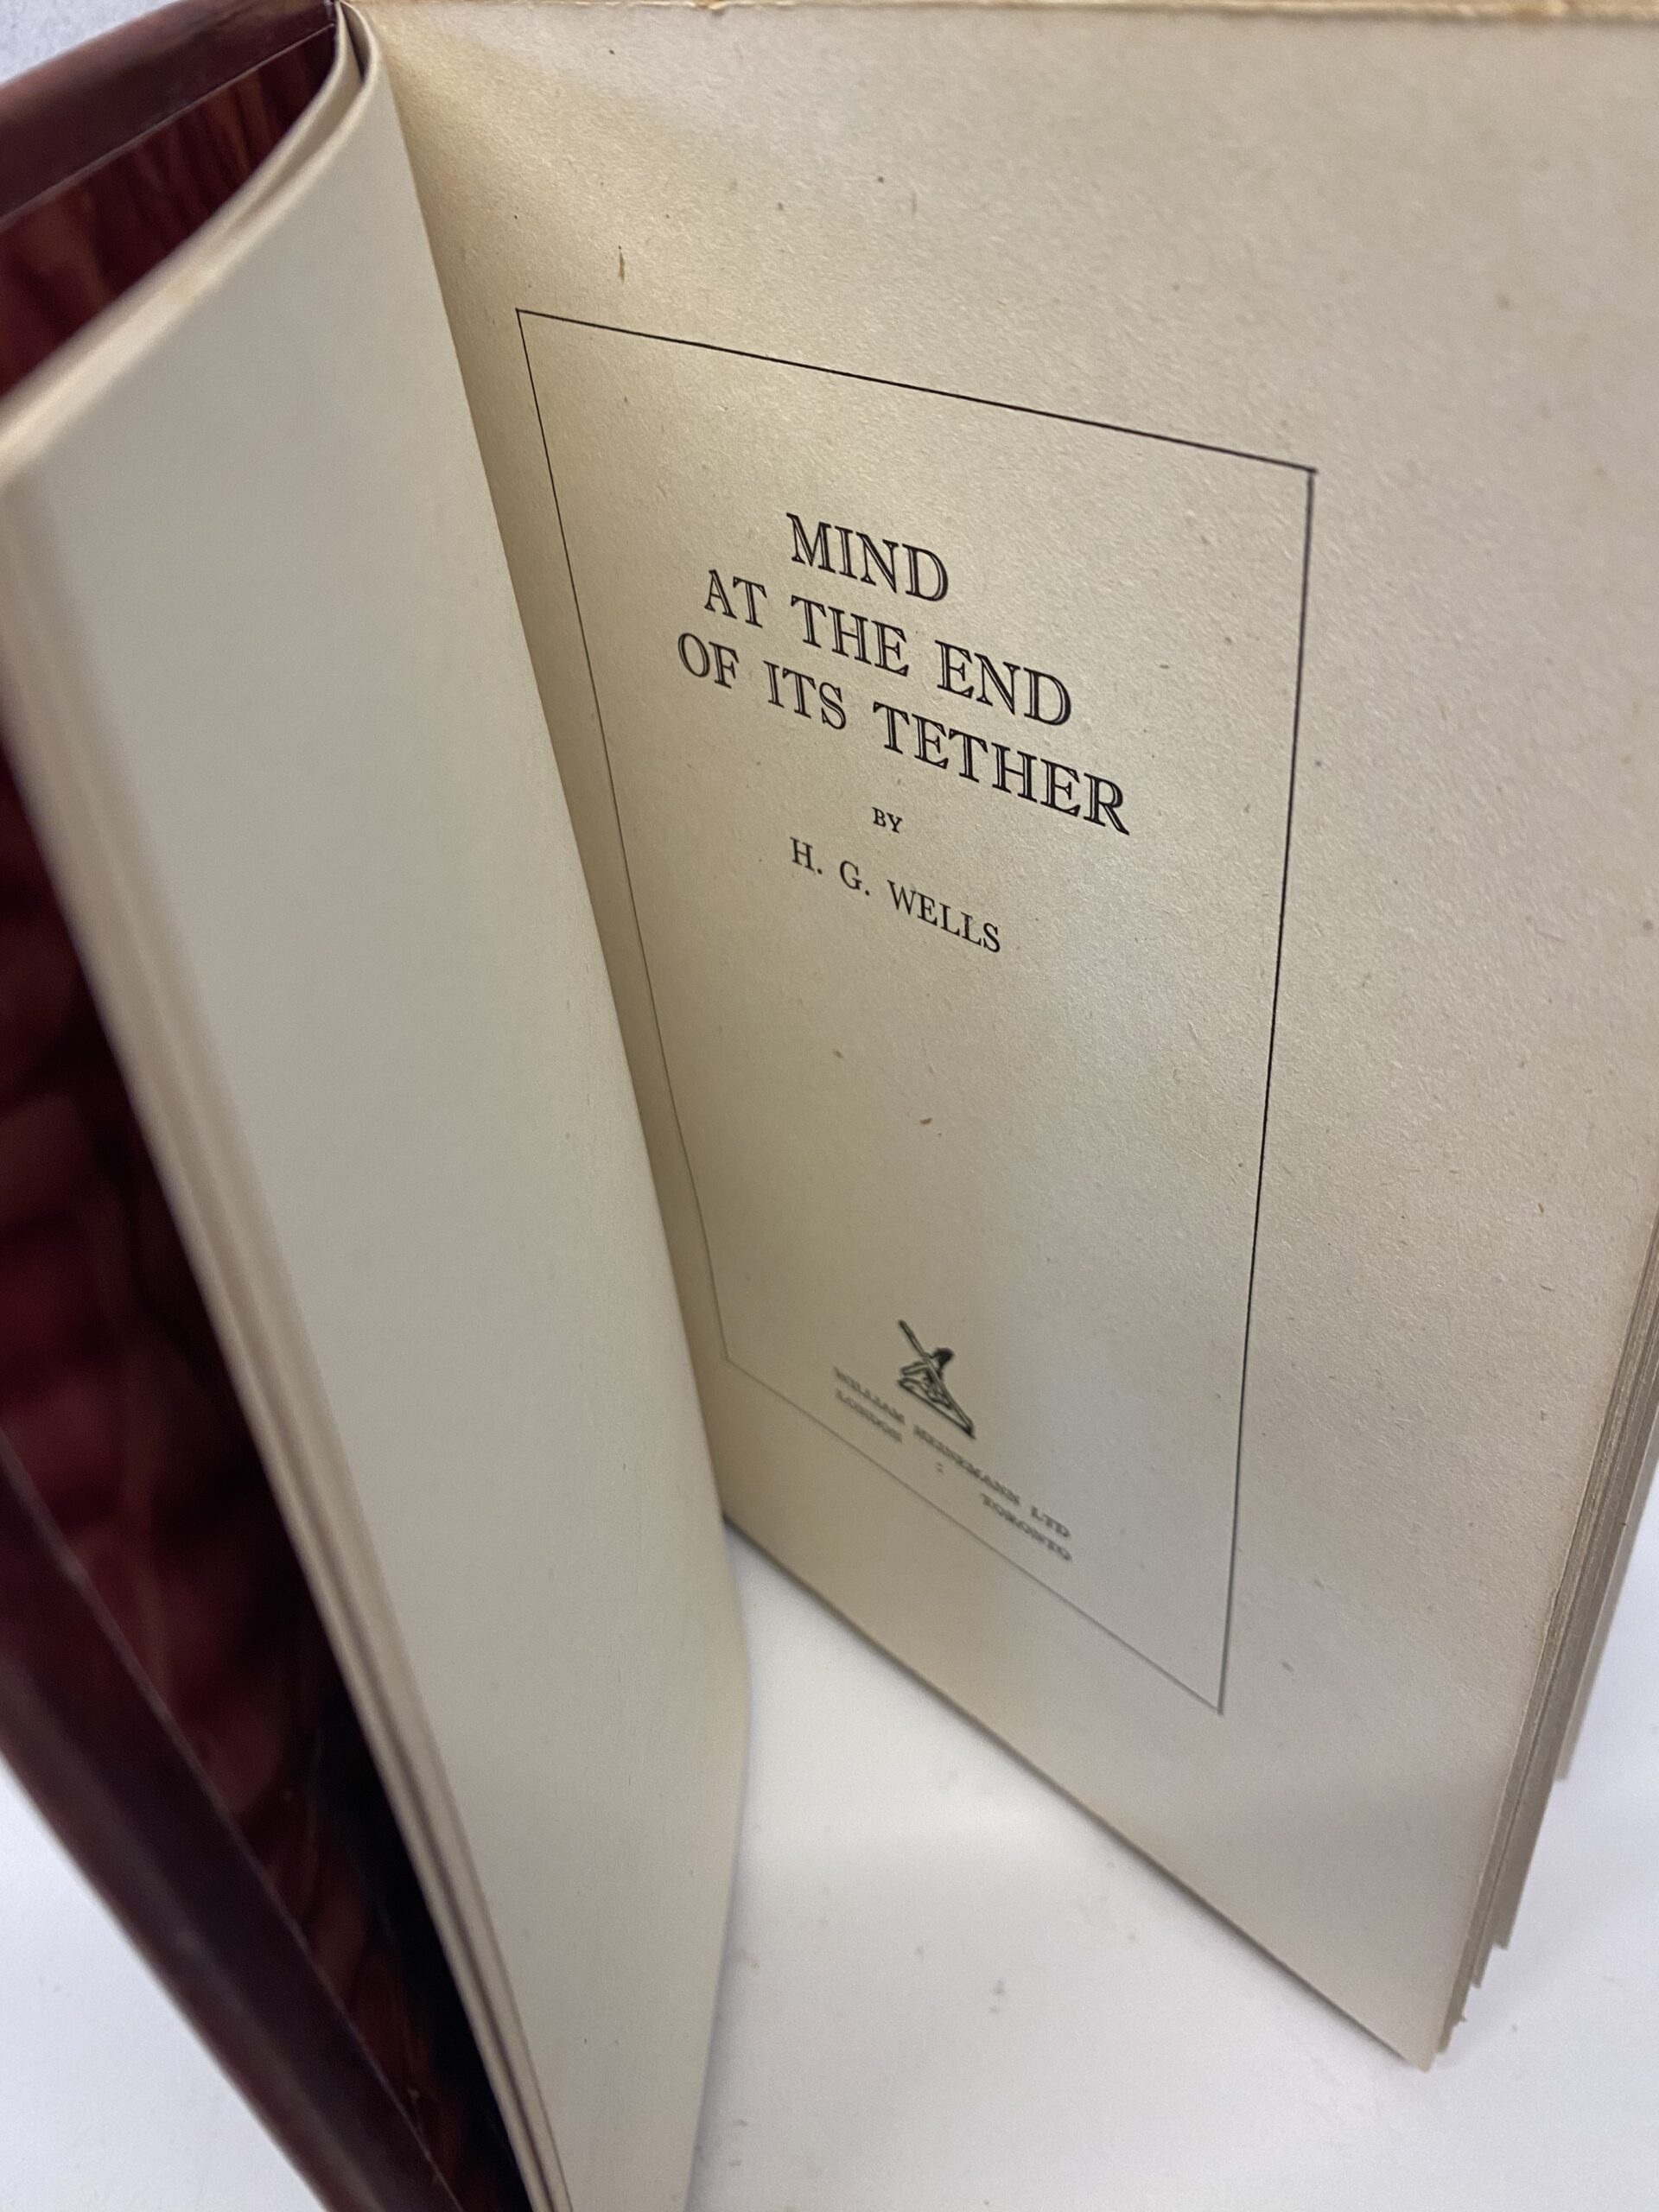 MIND
AT THE END
OF ITS TETHER
BY
H. G. WELLS
WILLIAM HEINEMANN LTD
LONDON : TORONTO